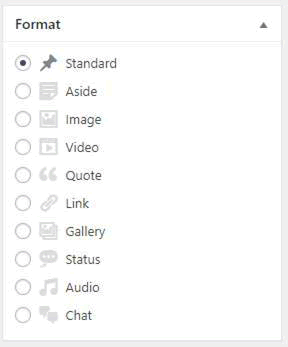 Format
Standard
Aside
Image
Video
Quote
Link
Gallery
Status
Audio
Chat